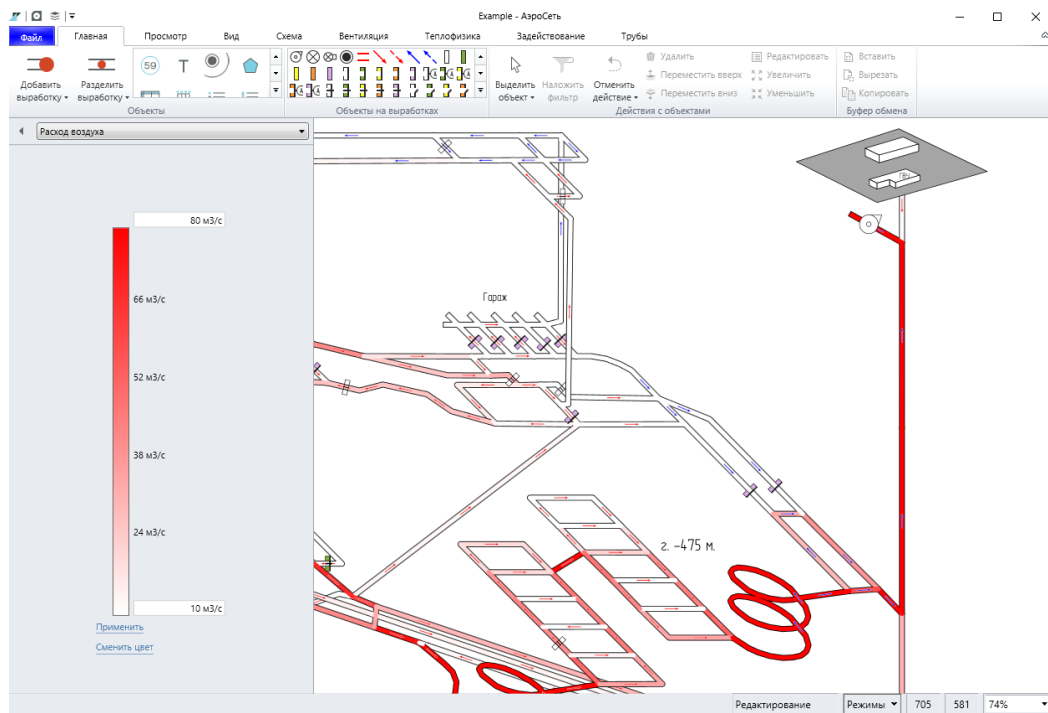 Example - АэроСеть
Файл Главная Просмотр Вид Схема Вентиляция Теплофизика Задействование Трубы
Добавить выработку
Разделить выработку
59
T
Объекты
Объекты на выработках
Выделить объект
Наложить фильтр
Отменить действие
Удалить
Переместить вверх
Переместить вниз
Редактировать
Увеличить
Уменьшить
Действия с объектами
Вставить
Вырезать
Копировать
Буфер обмена
Расход воздуха
80 м3/с
66 м3/с
52 м3/с
38 м3/с
24 м3/с
10 м3/с
Применить
Сменить цвет
Гараж
г. -475 м.
Редактирование Режимы 705 581 74%